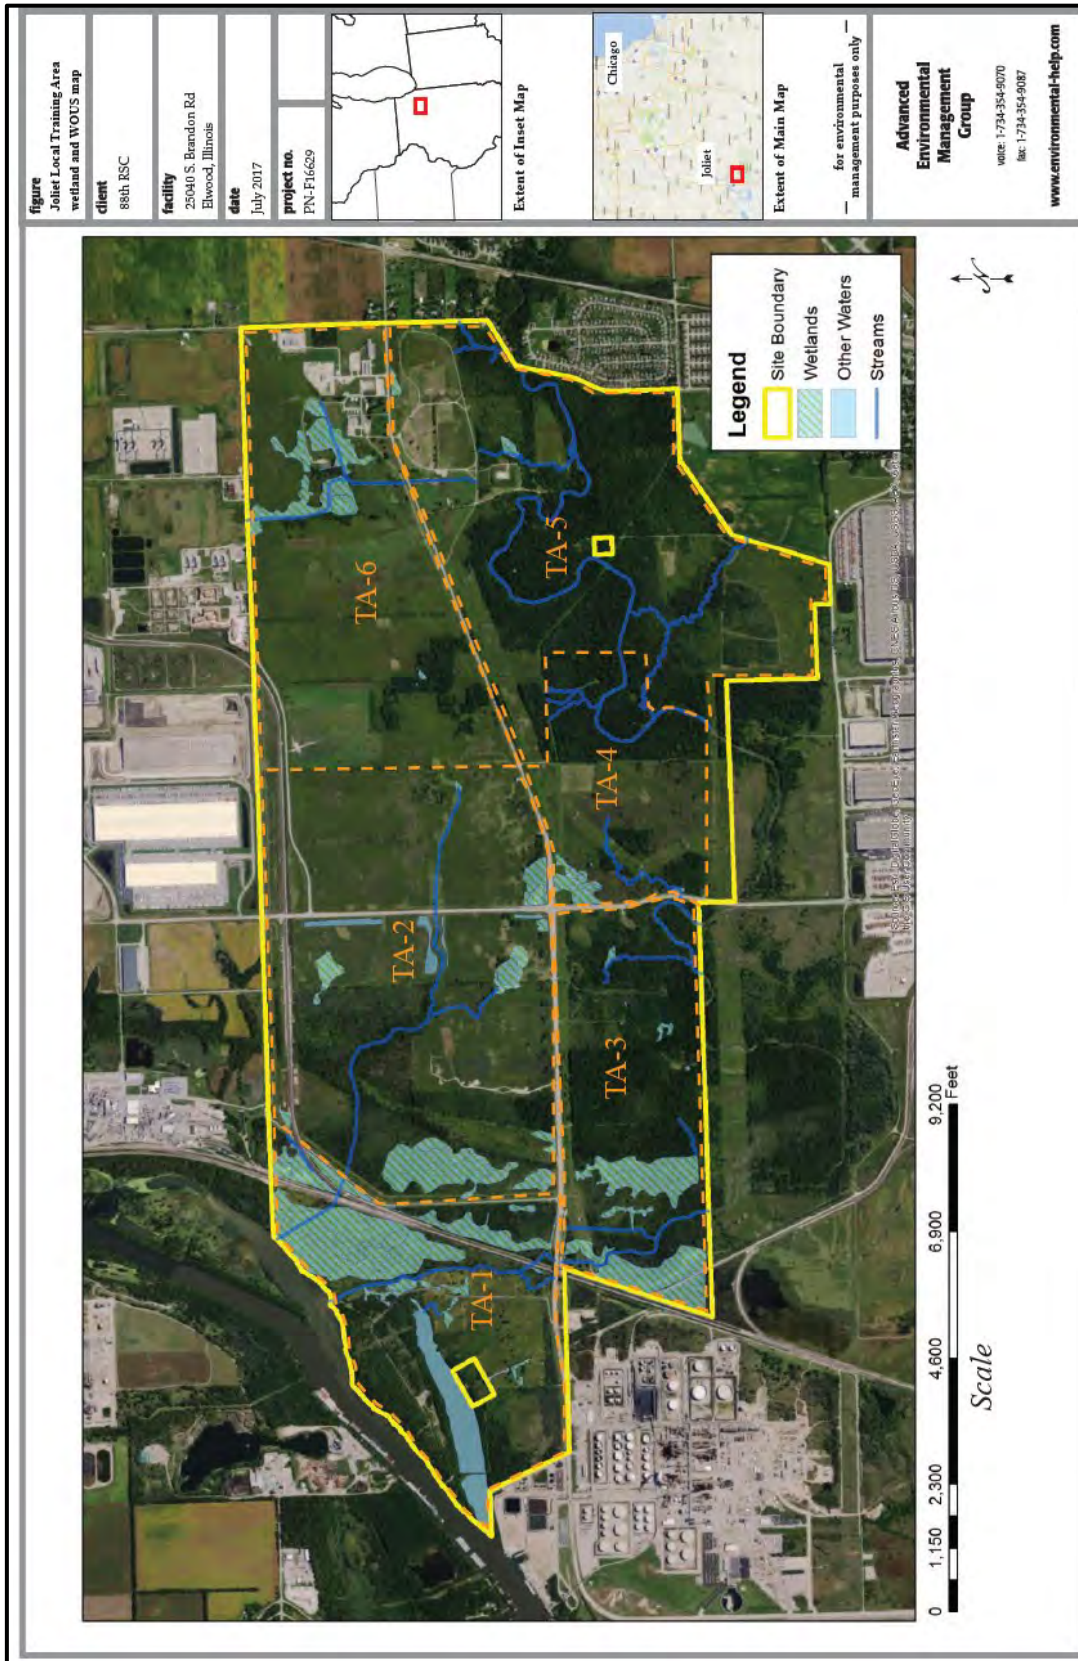 figure
Joliet Local Training Area
wetland and WOUS map
client
88th RSC
facility
25040 S. Brandon Rd
Elwood, Illinois
date
July 2017
project no.
PN-F16629
Extent of Inset Map
Chicago
Joliet
Extent of Main Map
for environmental
— management purposes only —
Advanced
Environmental
Management
Group
voice: 1-734-354-9070
fax: 1-734-354-9087
www.environmental-help.com
TA-6
TA-5
TA-4
TA-2
TA-3
TA-1
Legend
Site Boundary
Wetlands
Other Waters
Streams
N
0 1,150 2,300 4,600 6,900 9,200
Feet
Scale